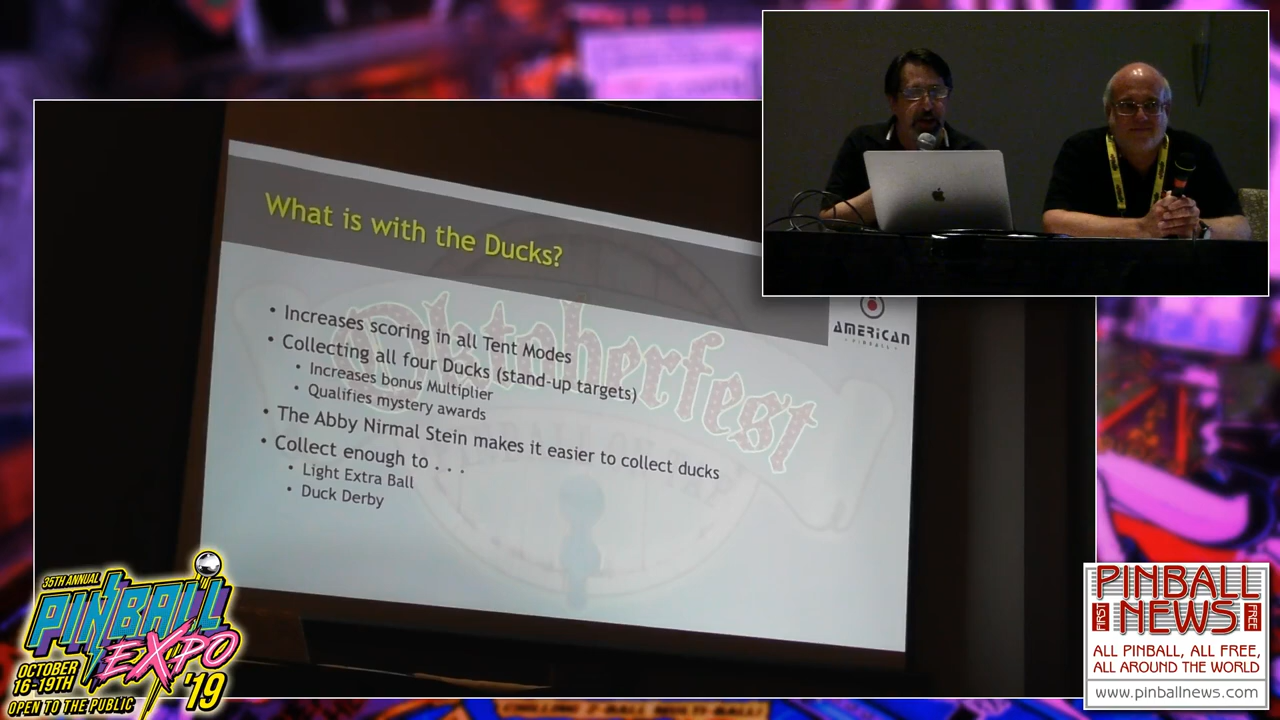 What is with the Ducks?
• Increases scoring in all Tent Modes
• Collecting all four Ducks (stand-up targets)
• Increases bonus Multiplier
• Qualifies mystery awards
• The Abby Nirmal Stein makes it easier to collect ducks
• Collect enough to . . .
• Light Extra Ball
• Duck Derby
Oktoberfest
AMERICAN
PINBALL
35TH ANNUAL
PINBALL
EXPO
OCTOBER
16-19TH
'19
OPEN TO THE PUBLIC
PINBALL
FIRST NEWS FREE
ALL PINBALL, ALL FREE,
ALL AROUND THE WORLD
www.pinballnews.com